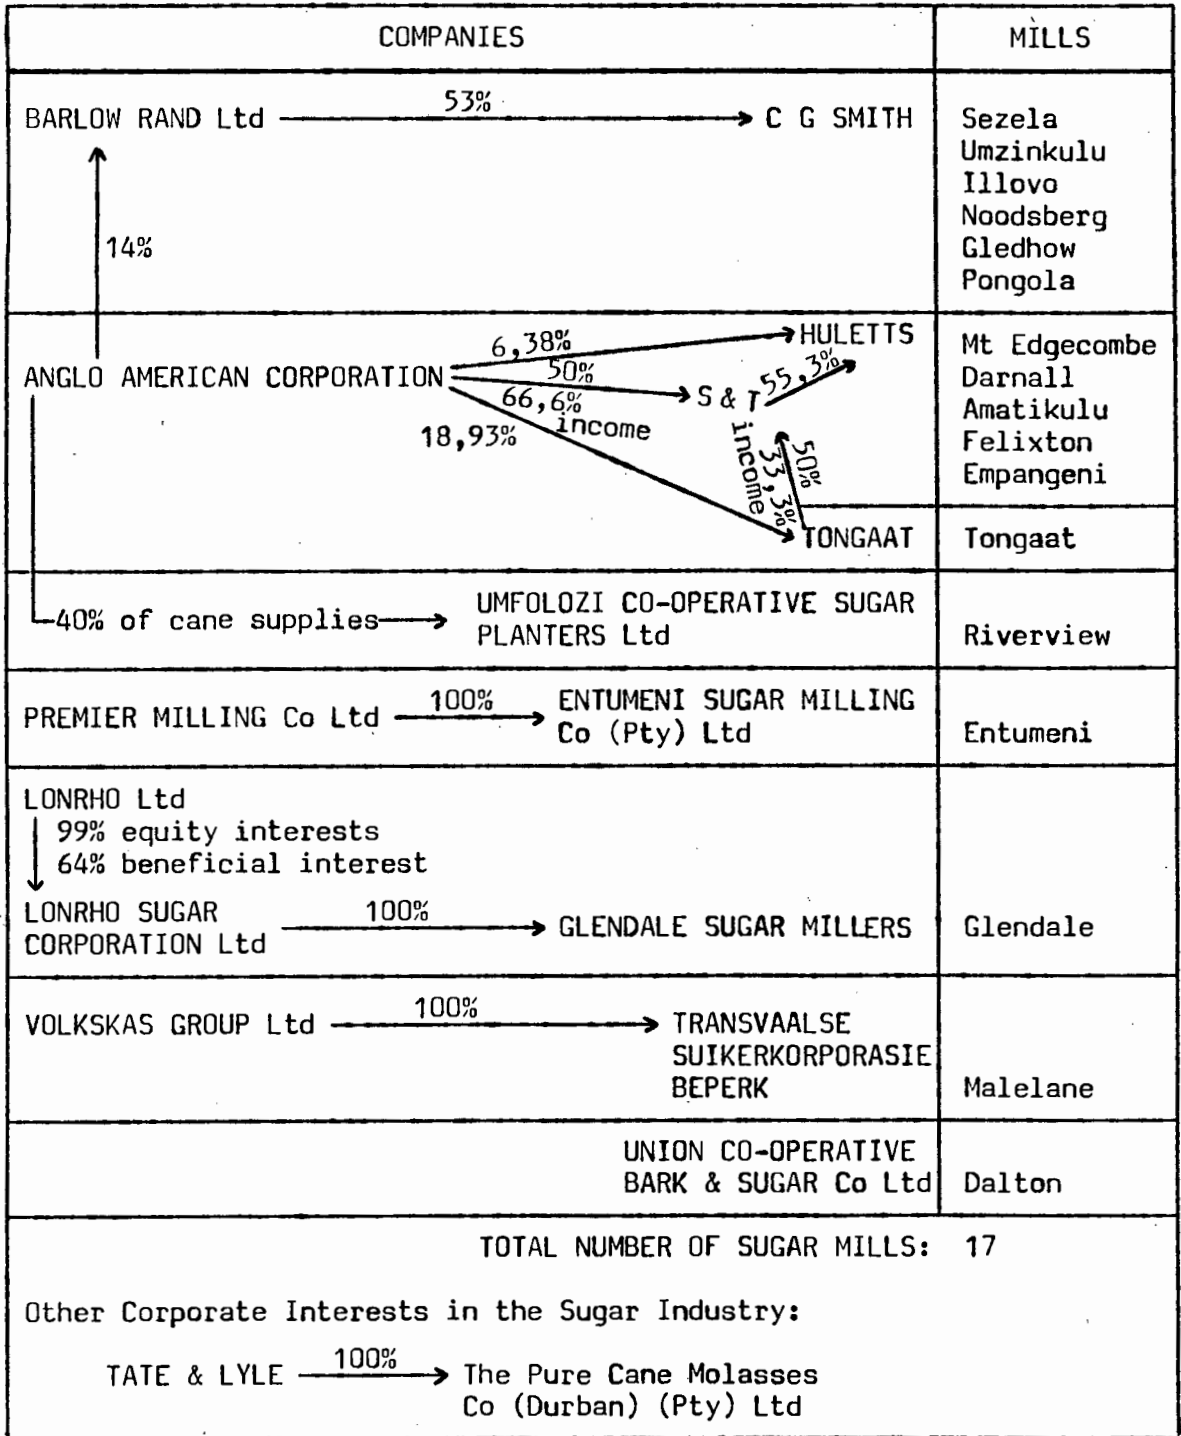 COMPANIES MILLS
BARLOW RAND Ltd 53% C G SMITH Sezela
Umzinkulu
Illovo
Noodsberg
14% Gledhow
Pongola
6,38% HULETTS Mt Edgecombe
ANGLO AMERICAN CORPORATION 50% S & T 55,3% Darnall
66,6% income Amatikulu
18,93% 33,3% income 50% Felixton
Empangeni
TONGAAT Tongaat
40% of cane supplies UMFOLOZI CO-OPERATIVE SUGAR
PLANTERS Ltd Riverview
PREMIER MILLING Co Ltd 100% ENTUMENI SUGAR MILLING
Co (Pty) Ltd Entumeni
LONRHO Ltd
99% equity interests
64% beneficial interest
LONRHO SUGAR 100% GLENDALE SUGAR MILLERS Glendale
CORPORATION Ltd
VOLKSKAS GROUP Ltd 100% TRANSVAALSE
SUIKERKORPORASIE
BEPERK Malelane
UNION CO-OPERATIVE
BARK & SUGAR Co Ltd Dalton
TOTAL NUMBER OF SUGAR MILLS: 17
Other Corporate Interests in the Sugar Industry:
TATE & LYLE 100% The Pure Cane Molasses
Co (Durban) (Pty) Ltd